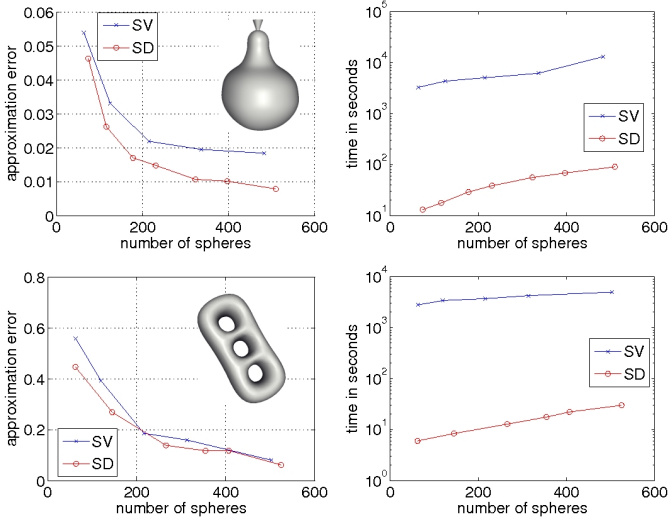 0.06
0.05
0.04
0.03
0.02
0.01
0
approximation error
SV
SD
0 200 400 600
number of spheres
10^5
10^4
10^3
10^2
10^1
time in seconds
SV
SD
0 200 400 600
number of spheres
0.8
0.6
0.4
0.2
0
approximation error
SV
SD
0 200 400 600
number of spheres
10^4
10^3
10^2
10^1
10^0
time in seconds
SV
SD
0 200 400 600
number of spheres